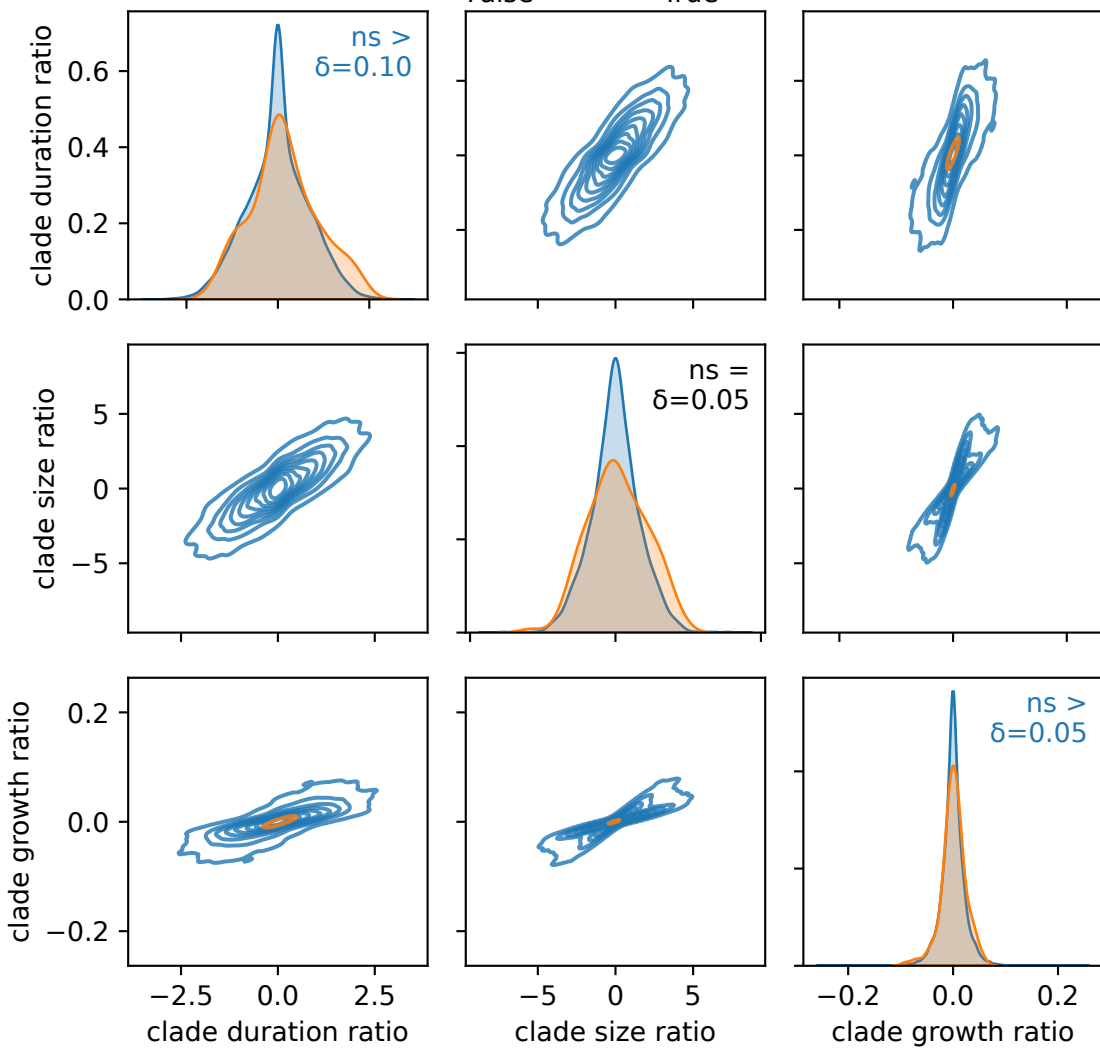 clade duration ratio
0.6
0.4
0.2
0.0
ns >
δ=0.10
clade size ratio
5
0
−5
ns =
δ=0.05
clade growth ratio
0.2
0.0
−0.2
ns >
δ=0.05
−2.5 0.0 2.5
−5 0 5
−0.2 0.0 0.2
clade duration ratio
clade size ratio
clade growth ratio